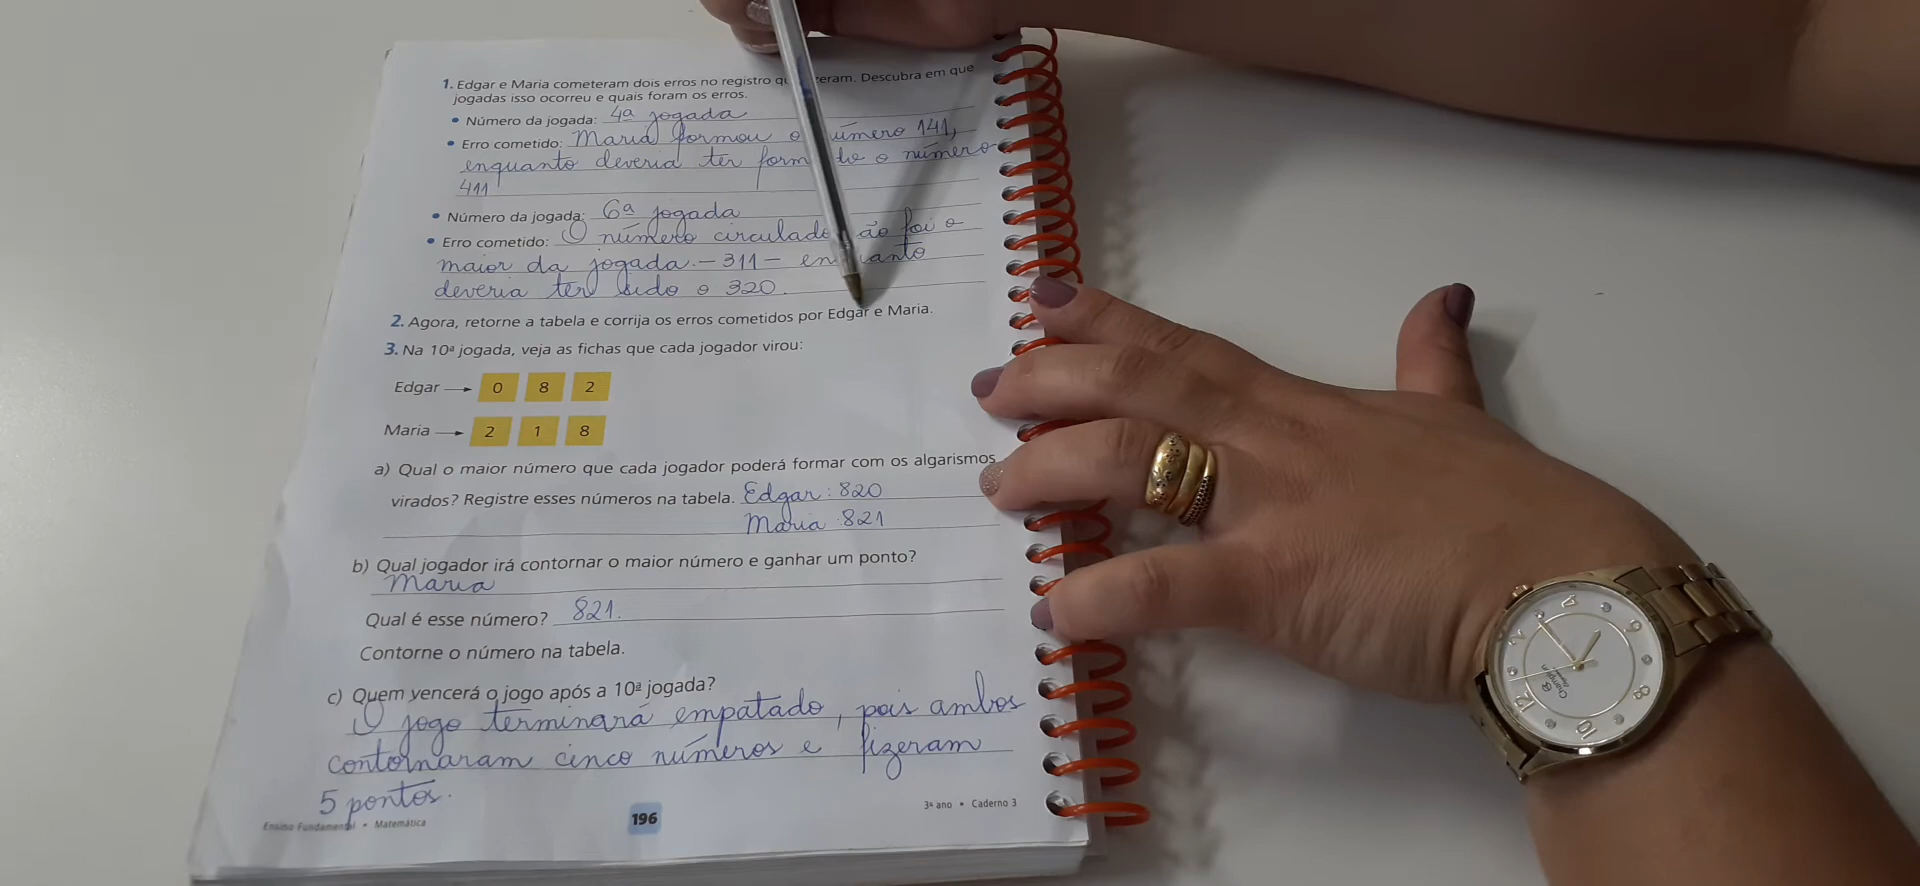 1. Edgar e Maria cometeram dois erros no registro qu eram. Descubra em que
jogadas isso ocorreu e quais foram os erros.
• Número da jogada: 4ª jogada
• Erro cometido: Maria formou o úmero 141,
enquanto deveria ter form do o número
411
• Número da jogada: 6ª jogada
• Erro cometido: O número circulado ão foi o
maior da jogada - 311 - en uanto
deveria ter sido o 320.
2. Agora, retorne a tabela e corrija os erros cometidos por Edgar e Maria.
3. Na 10ª jogada, veja as fichas que cada jogador virou:
Edgar → 0 8 2
Maria → 2 1 8
a) Qual o maior número que cada jogador poderá formar com os algarismos
virados? Registre esses números na tabela. Edgar: 820
Maria: 821
b) Qual jogador irá contornar o maior número e ganhar um ponto?
Maria
Qual é esse número? 821.
Contorne o número na tabela.
c) Quem vencerá o jogo após a 10ª jogada?
O jogo terminará empatado, pois ambos
contornaram cinco números e fizeram
5 pontos.
Ensino Fundamental • Matemática 196 3º ano • Caderno 3
Champion